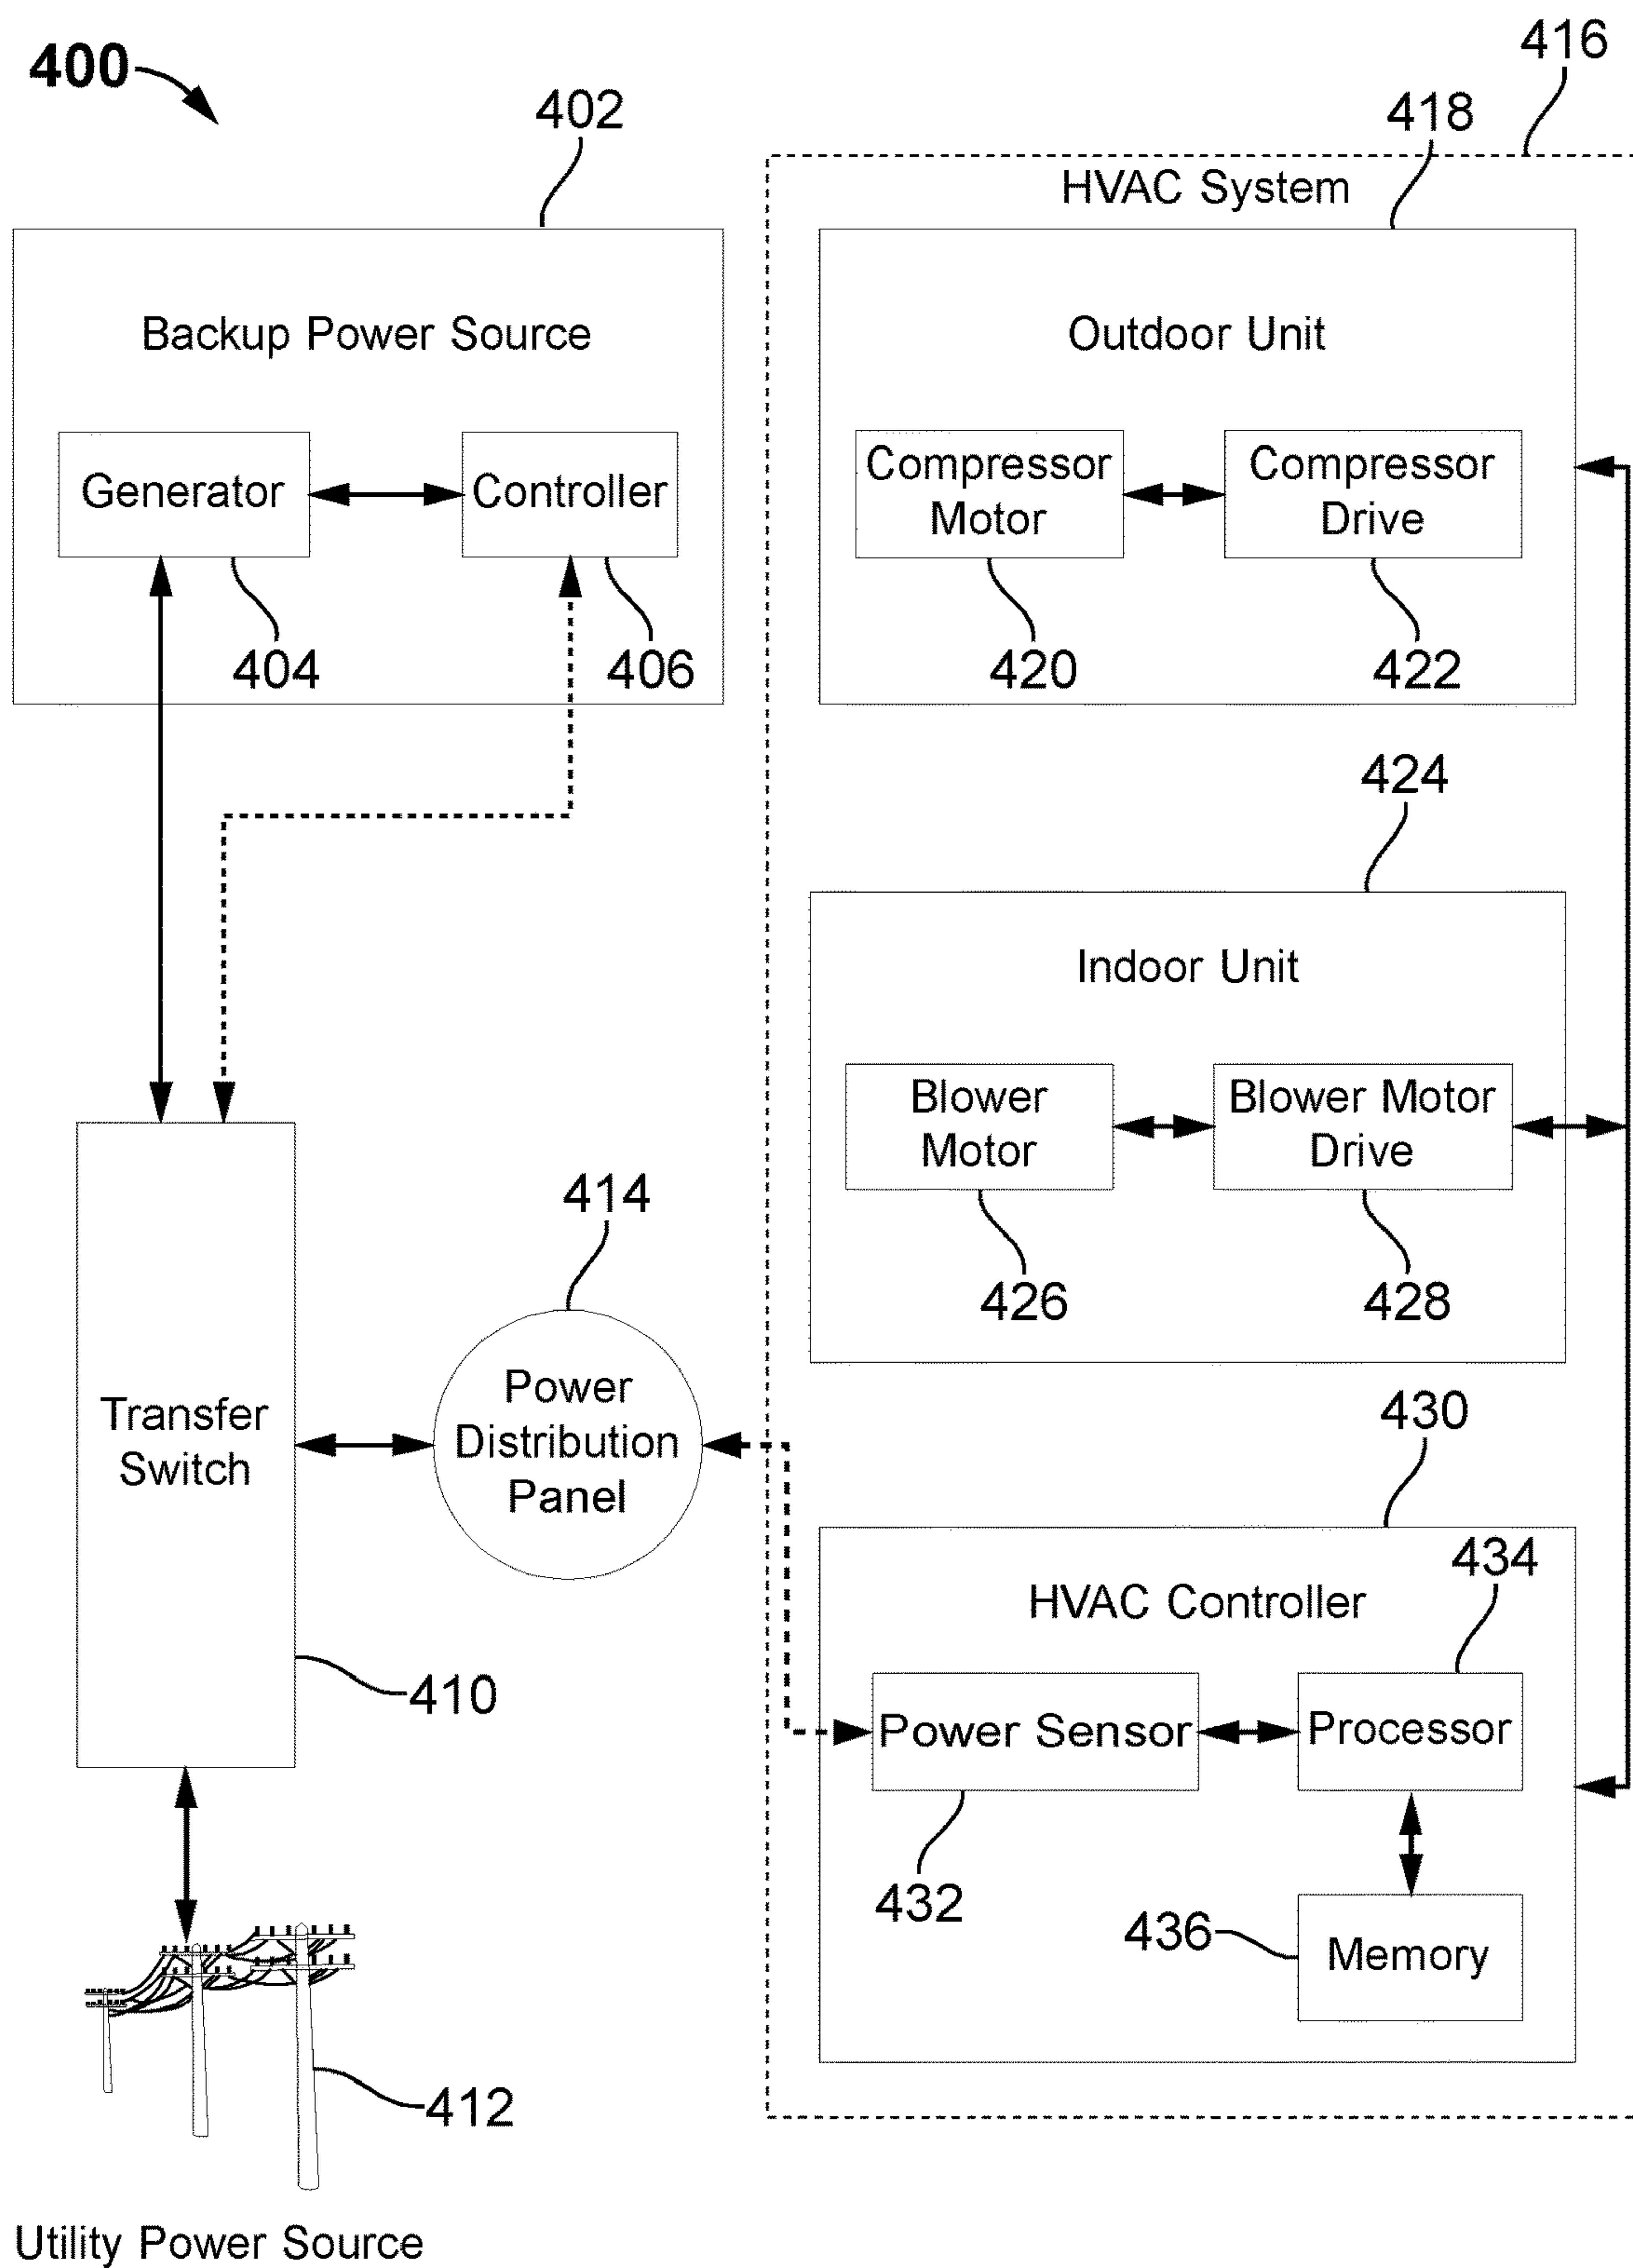 400
402
Backup Power Source
Generator
Controller
404
406
416
418
HVAC System
Outdoor Unit
Compressor
Motor
Compressor
Drive
420
422
424
Indoor Unit
Blower
Motor
Blower Motor
Drive
426
428
Transfer
Switch
410
414
Power
Distribution
Panel
430
434
HVAC Controller
Power Sensor
Processor
432
436
Memory
412
Utility Power Source